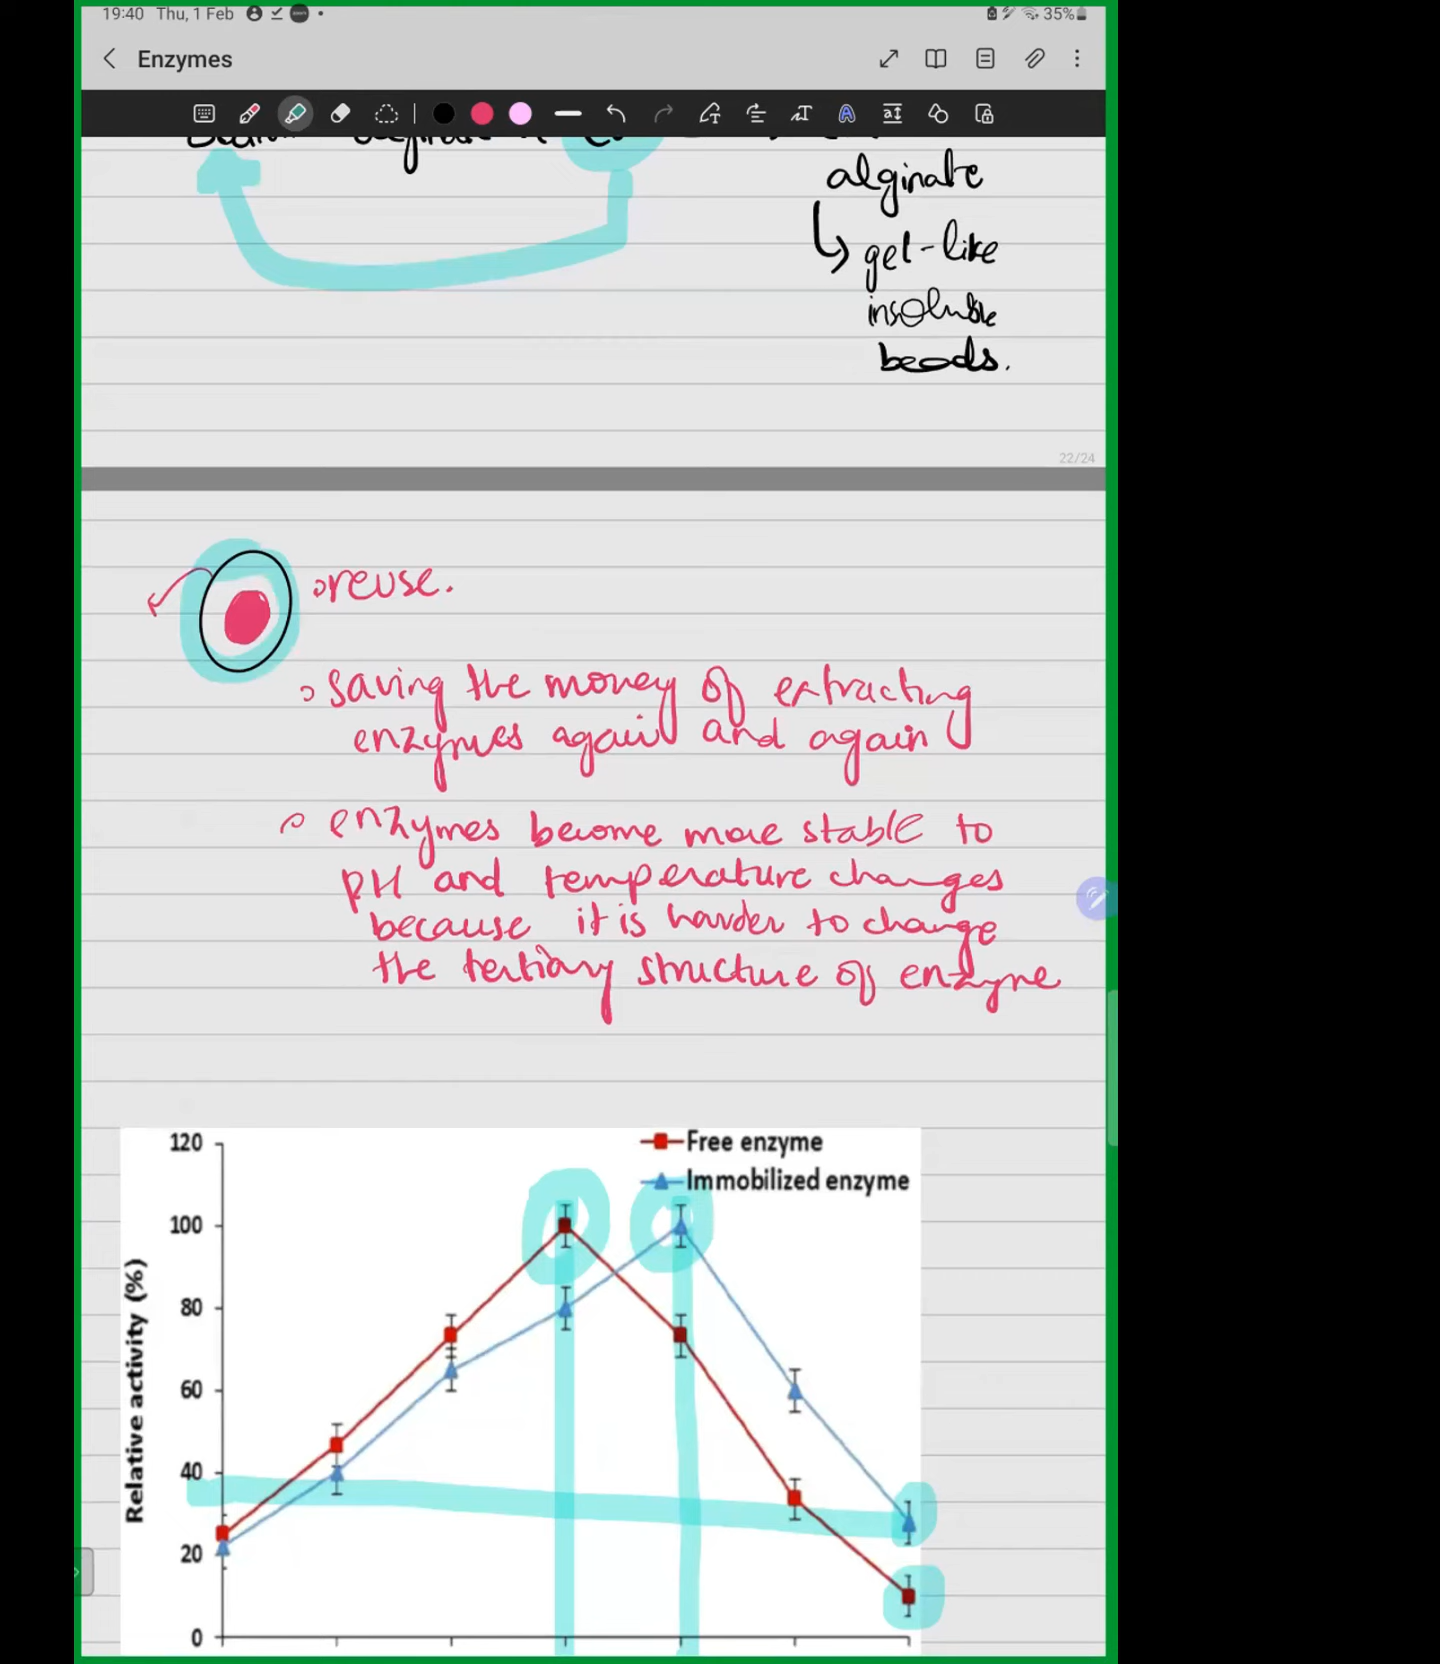 19:40 Thu, 1 Feb
35%
Enzymes
alginate
gel-like
insoluble
beads.
22/24
reuse.
saving the money of extracting
enzymes again and again
enzymes become more stable to
pH and temperature changes
because it is harder to change
the tertiary structure of enzyme
Free enzyme
Immobilized enzyme
Relative activity (%)
120
100
80
60
40
20
0